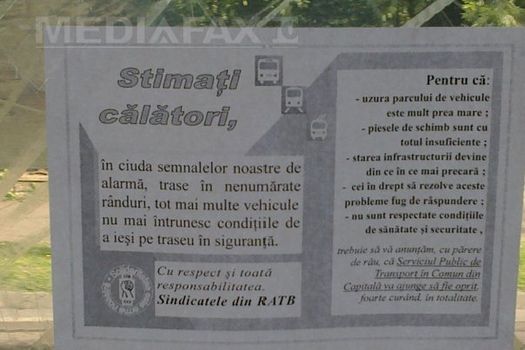 MEDIAFAX
Stimați
călători,
în ciuda semnalelor noastre de
alarmă, trase în nenumărate
rânduri, tot mai multe vehicule
nu mai întrunesc condițiile de
a ieși pe traseu în siguranță.
Cu respect și toată
responsabilitatea.
Sindicatele din RATB
Pentru că:
- uzura parcului de vehicule
este mult prea mare ;
- piesele de schimb sunt cu
totul insuficiente ;
- starea infrastructurii devine
din ce în ce mai precară ;
- cei în drept să rezolve aceste
probleme fug de răspundere ;
- nu sunt respectate condițiile
de sănătate și securitate ,
trebuie să vă anunțăm, cu părere
de rău, că Serviciul Public de
Transport în Comun din
Capitală va ajunge să fie oprit,
foarte curând, în totalitate.